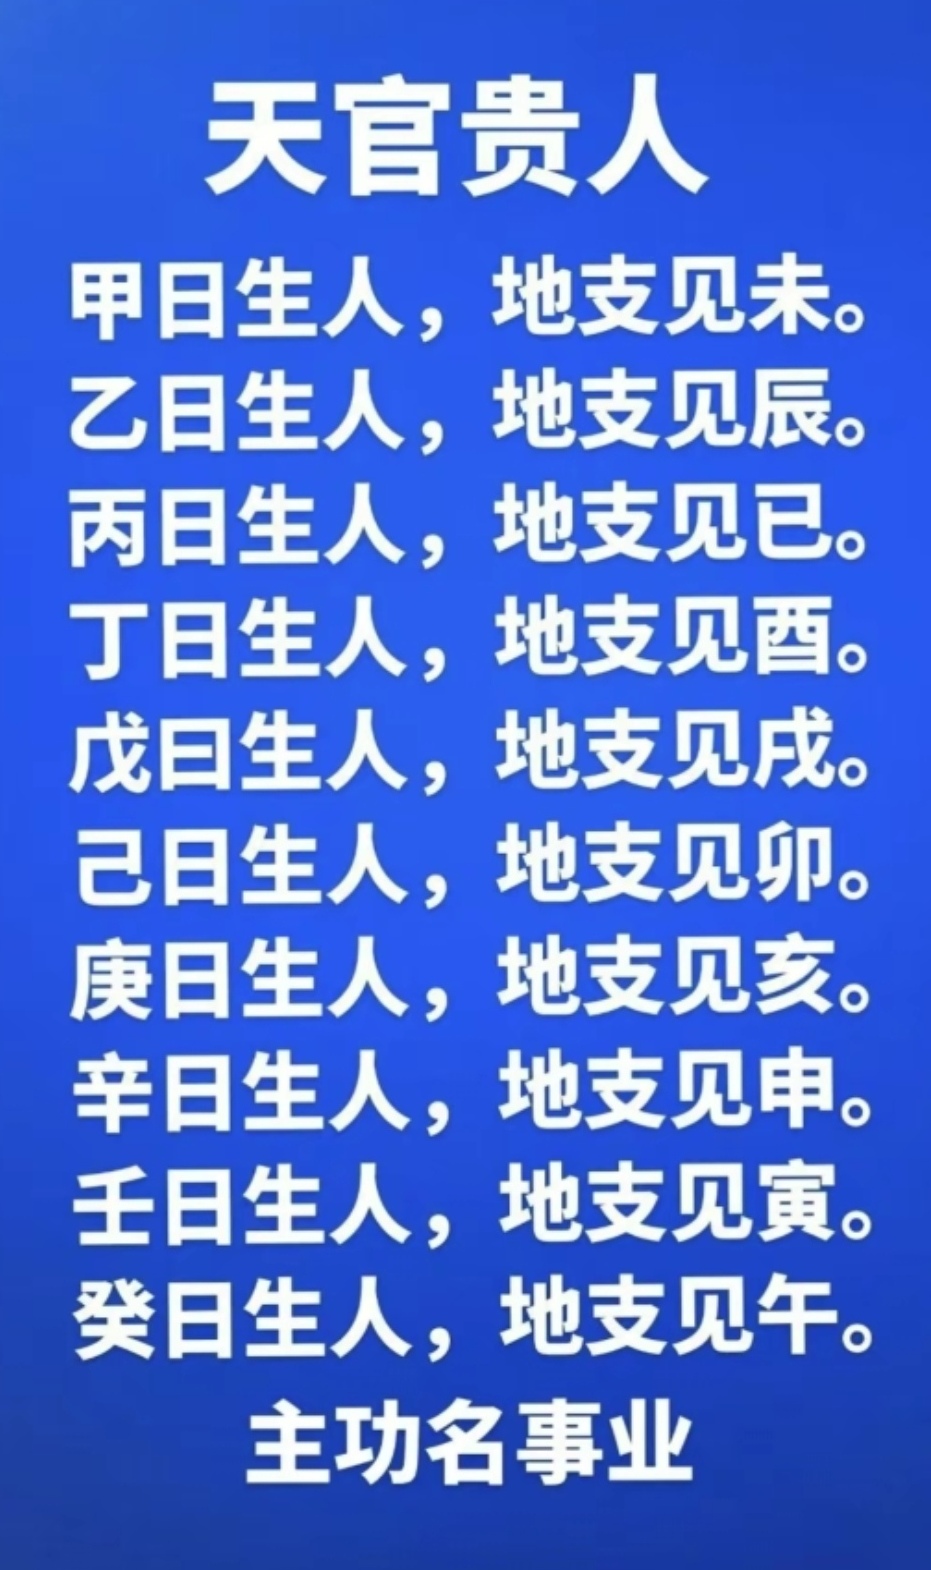 天官贵人
甲日生人，地支见未。
乙日生人，地支见辰。
丙日生人，地支见已。
丁日生人，地支见酉。
戊曰生人，地支见戌。
己日生人，地支见卯。
庚日生人，地支见亥。
辛日生人，地支见申。
壬日生人，地支见寅。
癸日生人，地支见午。
主功名事业